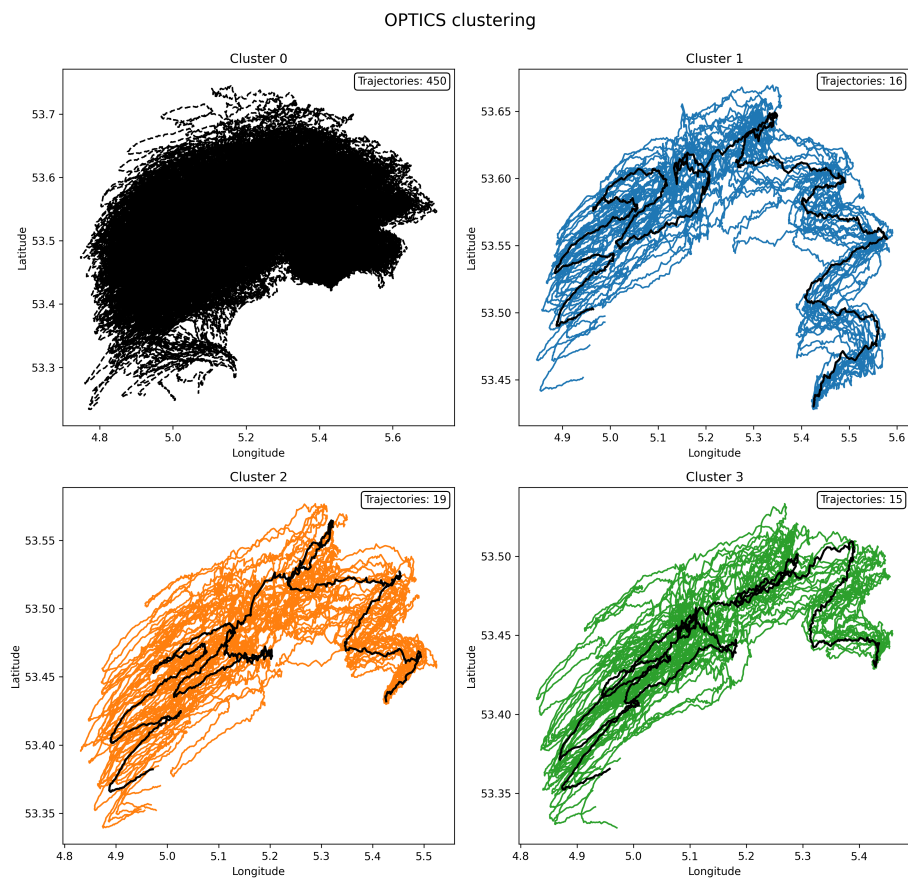 OPTICS clustering
Cluster 0
Trajectories: 450
53.7
53.6
53.5
53.4
53.3
Latitude
4.8 5.0 5.2 5.4 5.6
Longitude
Cluster 1
Trajectories: 16
53.65
53.60
53.55
53.50
53.45
Latitude
4.9 5.0 5.1 5.2 5.3 5.4 5.5 5.6
Longitude
Cluster 2
Trajectories: 19
53.55
53.50
53.45
53.40
53.35
Latitude
4.8 4.9 5.0 5.1 5.2 5.3 5.4 5.5
Longitude
Cluster 3
Trajectories: 15
53.50
53.45
53.40
53.35
Latitude
4.8 4.9 5.0 5.1 5.2 5.3 5.4
Longitude